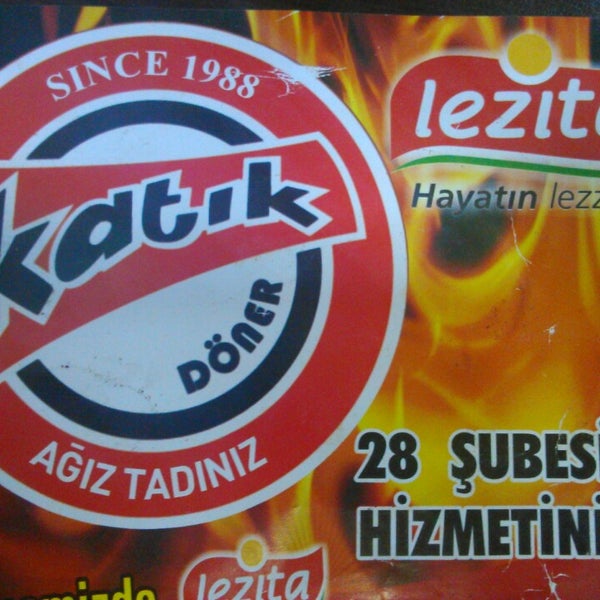 SINCE 1988
katık
DÖNER
AĞIZ TADINIZ
lezita
Hayatın
28 ŞUBESİ
lezita